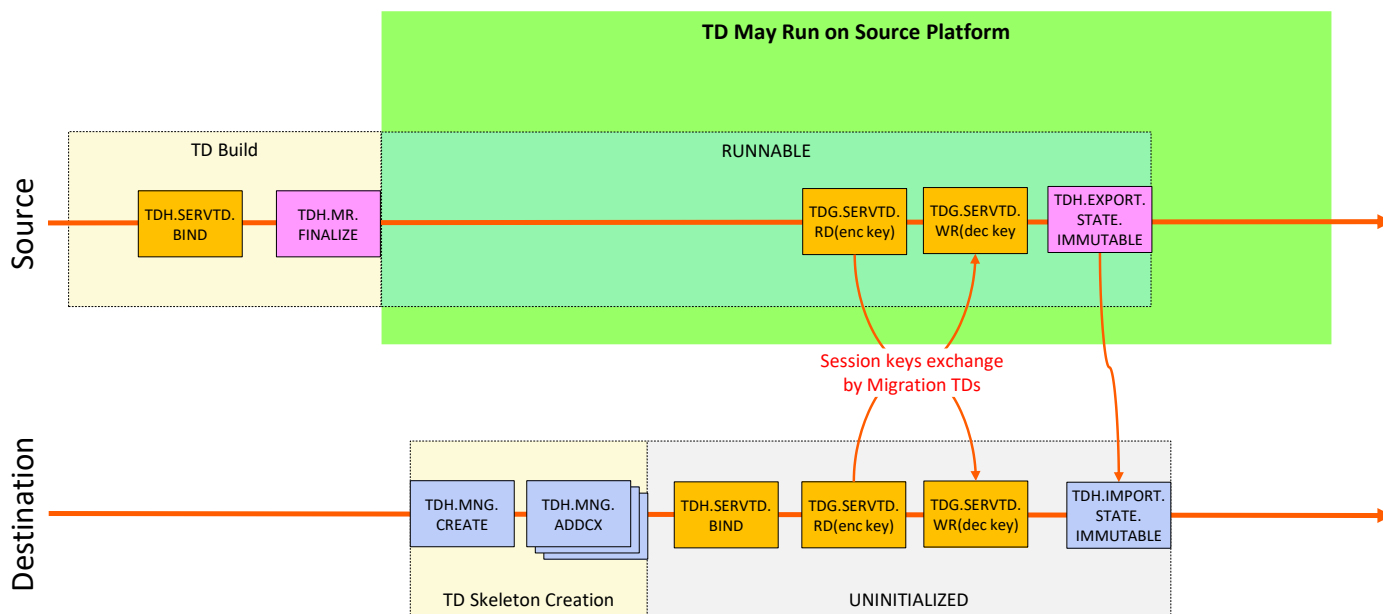 TD May Run on Source Platform
Source
TD Build
RUNNABLE
TDH.SERVTD.
BIND
TDH.MR.
FINALIZE
TDG.SERVTD.
RD(enc key)
TDG.SERVTD.
WR(dec key
TDH.EXPORT.
STATE.
IMMUTABLE
Session keys exchange
by Migration TDs
Destination
TDH.MNG.
CREATE
TDH.MNG.
ADDCX
TDH.SERVTD.
BIND
TDG.SERVTD.
RD(enc key)
TDG.SERVTD.
WR(dec key)
TDH.IMPORT.
STATE.
IMMUTABLE
TD Skeleton Creation
UNINITIALIZED